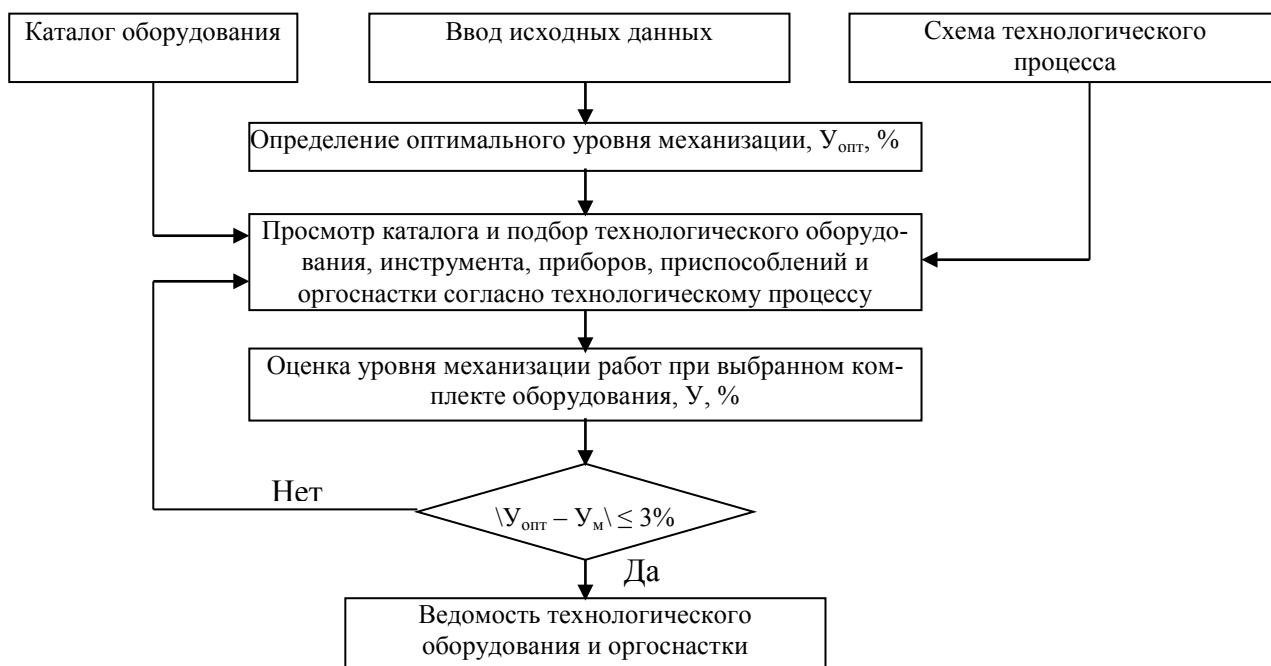 Каталог оборудования
Ввод исходных данных
Схема технологического
процесса
Определение оптимального уровня механизации, Уопт, %
Просмотр каталога и подбор технологического оборудо-
вания, инструмента, приборов, приспособлений и
оргоснастки согласно технологическому процессу
Оценка уровня механизации работ при выбранном ком-
плекте оборудования, У, %
Нет
\Уопт – Ум\ ≤ 3%
Да
Ведомость технологического
оборудования и оргоснастки